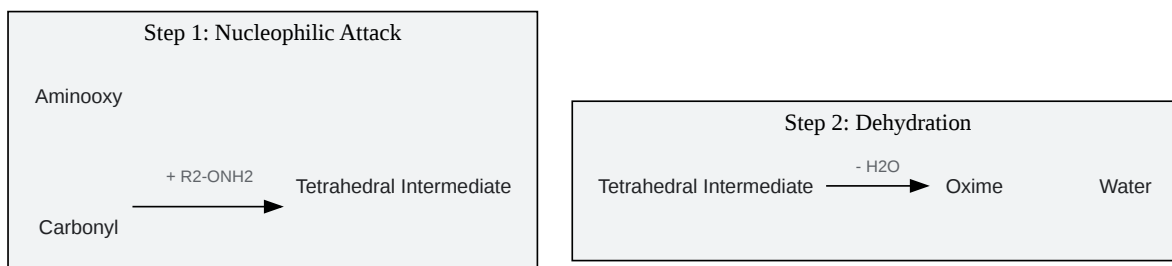 Step 1: Nucleophilic Attack
Aminooxy
+ R2-ONH2
Tetrahedral Intermediate
Carbonyl
Step 2: Dehydration
- H2O
Tetrahedral Intermediate
Oxime
Water